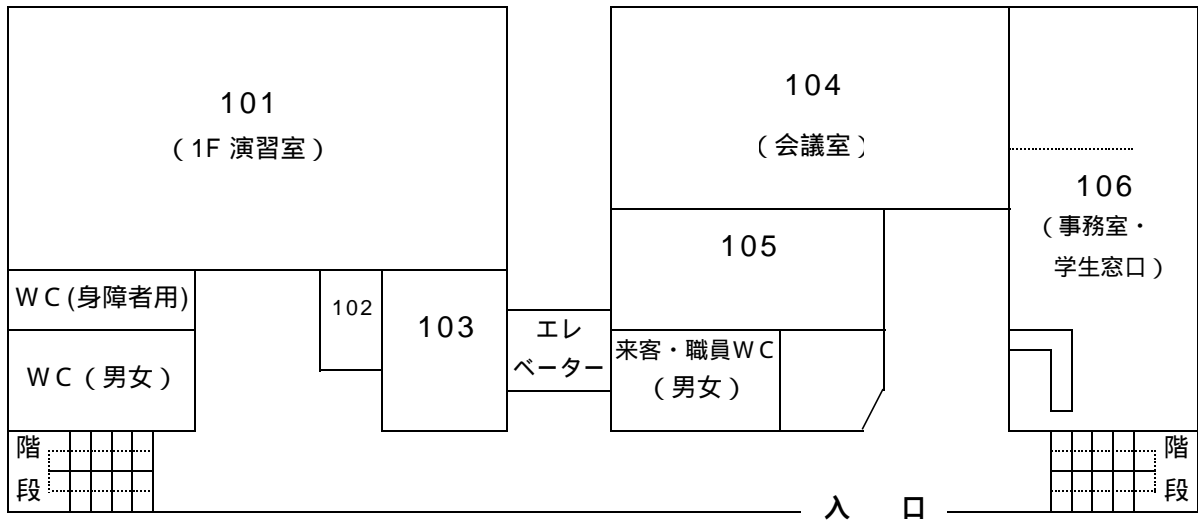 101
（1F 演習室）
104
（会議室）
106
（事務室・
学生窓口）
105
ＷＣ(身障者用)
102
103
エレ
ベーター
来客・職員ＷＣ
（男女）
ＷＣ（男女）
階
段
階
段
入　口